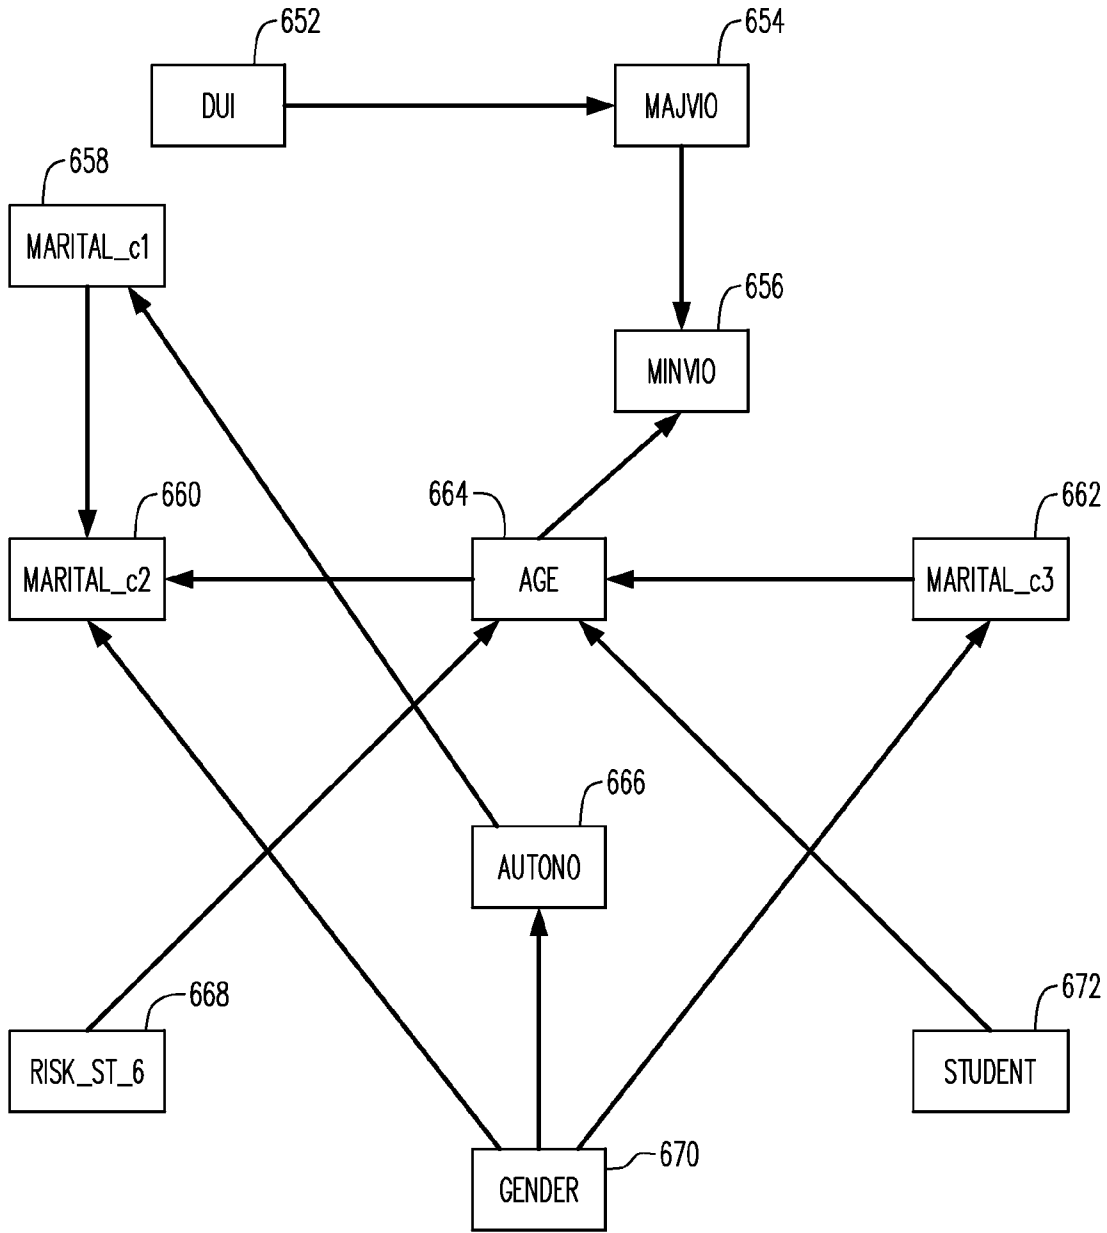 652
654
DUI
MAJVIO
658
MARITAL_c1
656
MINVIO
660
664
662
MARITAL_c2
AGE
MARITAL_c3
666
AUTONO
668
672
RISK_ST_6
STUDENT
670
GENDER